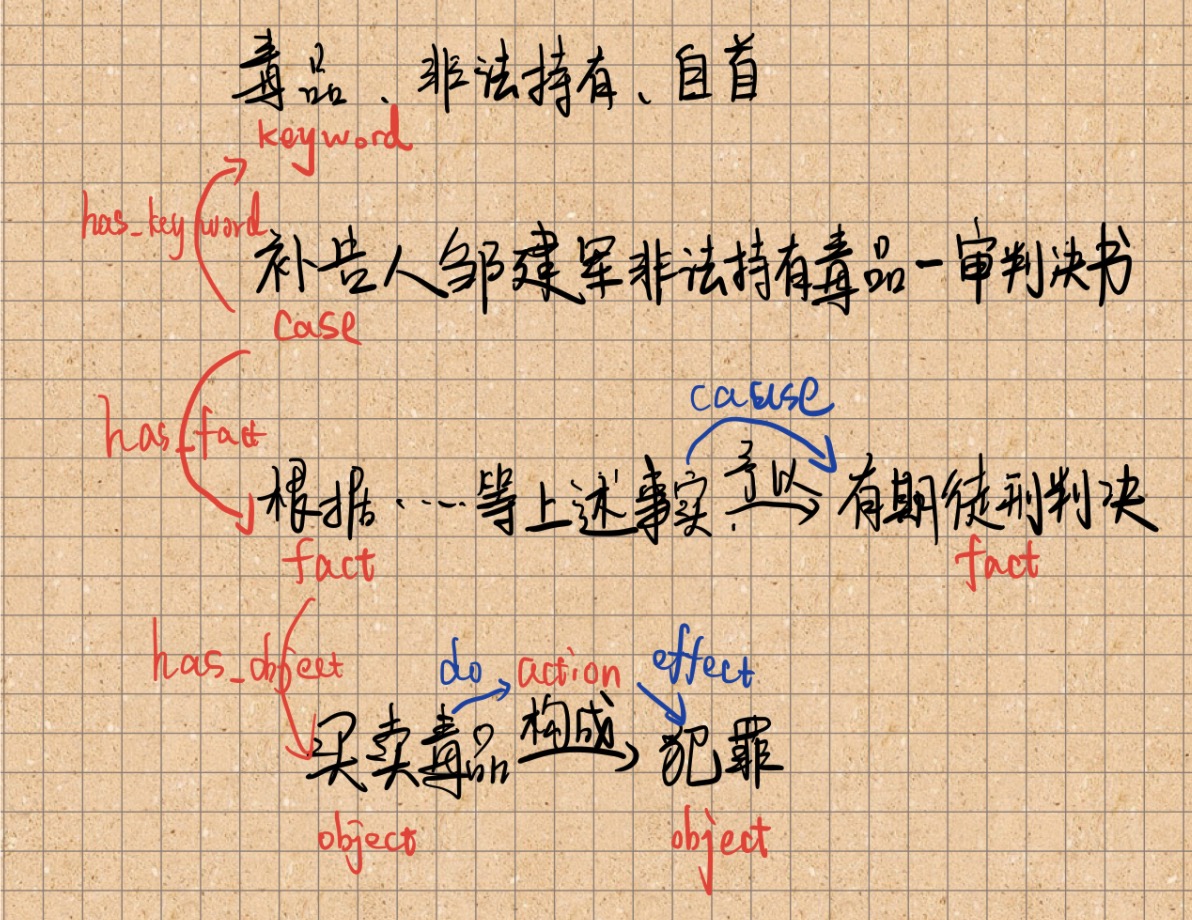 毒品、非法持有、自首
keyword
has_keyword
补告人邹建军非法持有毒品一审判决书
case
cause
has_fact
根据……等上述事实 予以 有期徒刑判决
fact fact
has_object do action effect
买卖毒品 构成 犯罪
object object